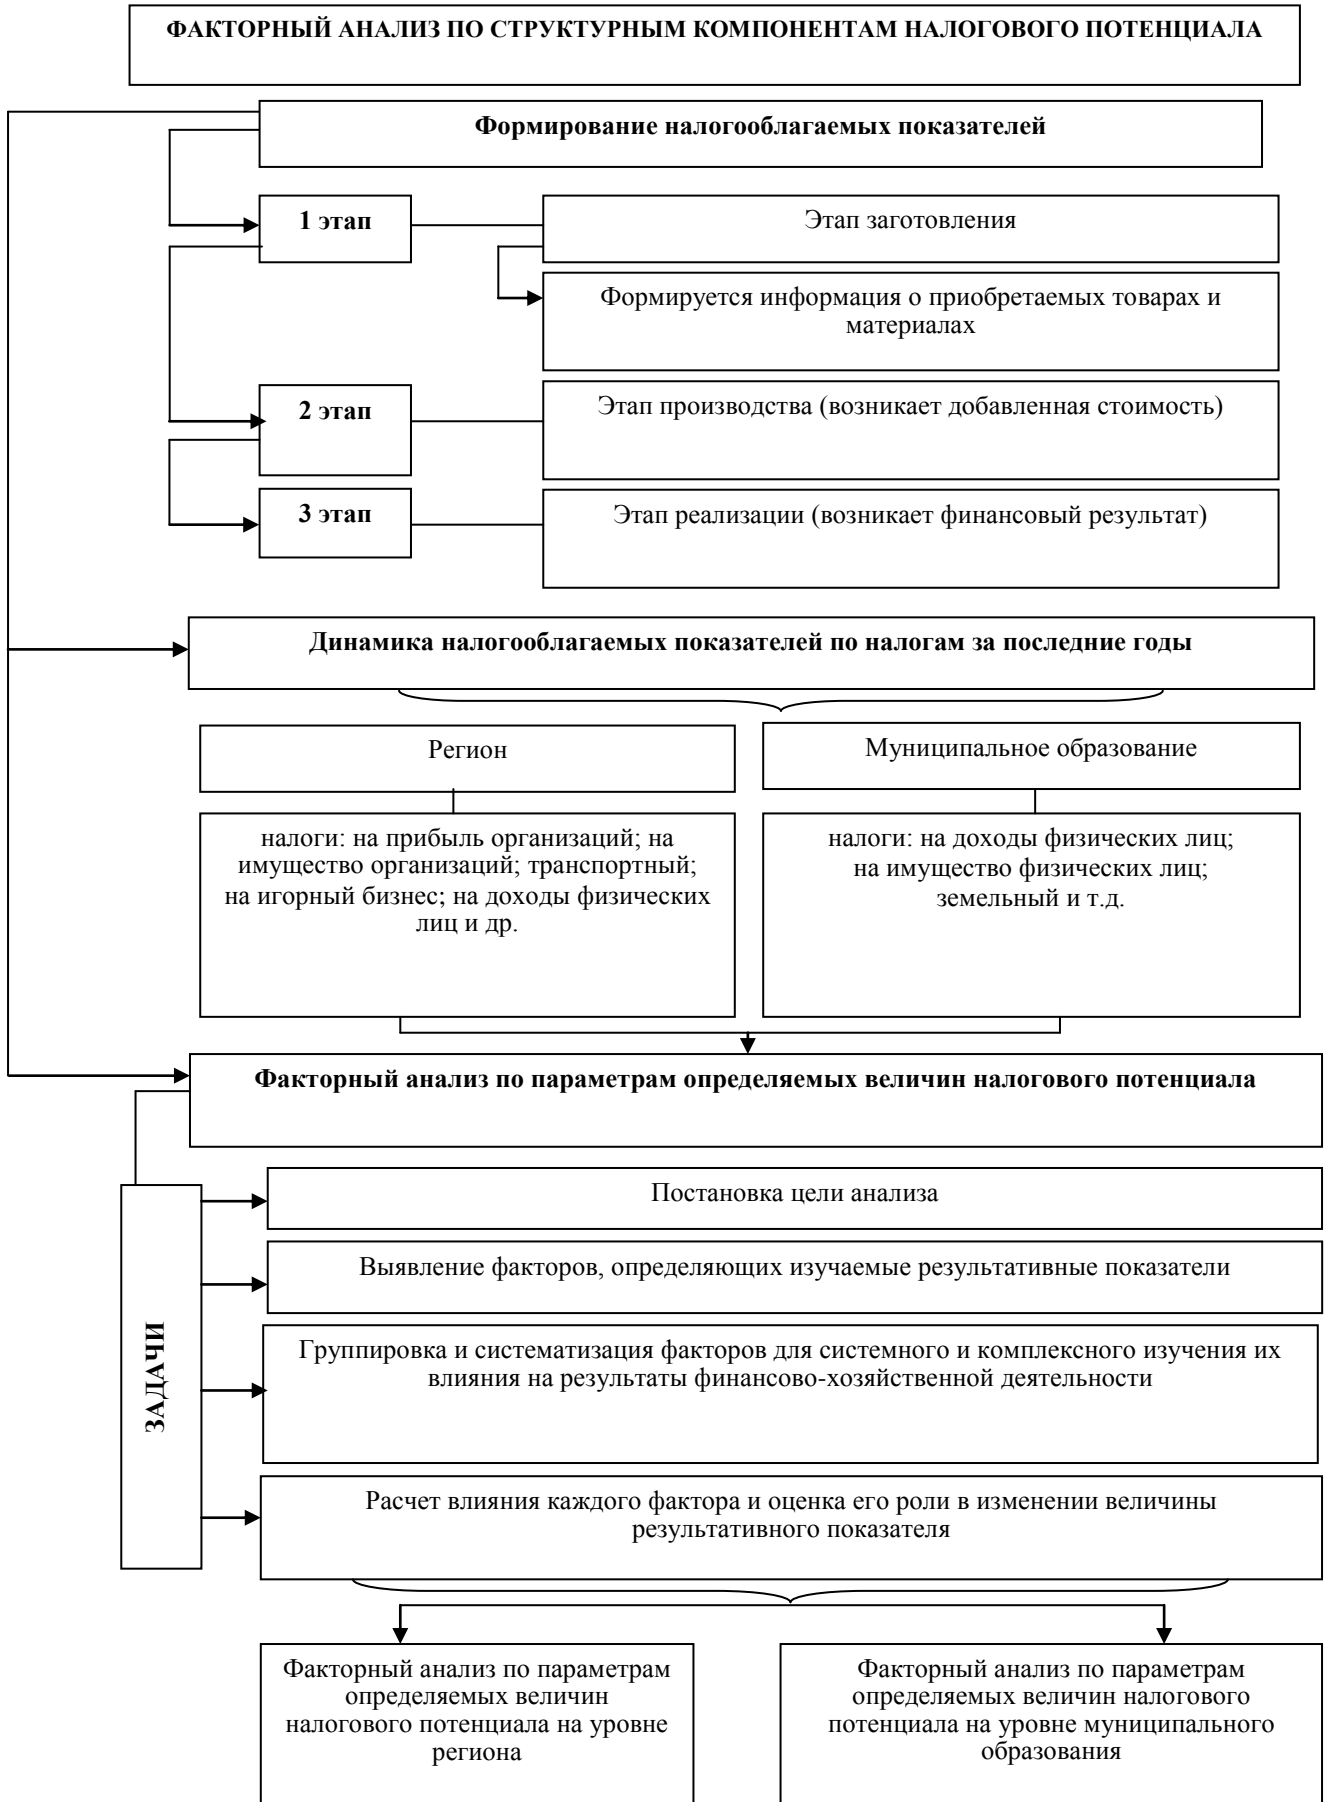 ФАКТОРНЫЙ АНАЛИЗ ПО СТРУКТУРНЫМ КОМПОНЕНТАМ НАЛОГОВОГО ПОТЕНЦИАЛА
Формирование налогооблагаемых показателей
1 этап
Этап заготовления
Формируется информация о приобретаемых товарах и
материалах
2 этап
Этап производства (возникает добавленная стоимость)
3 этап
Этап реализации (возникает финансовый результат)
Динамика налогооблагаемых показателей по налогам за последние годы
Регион
налоги: на прибыль организаций; на
имущество организаций; транспортный;
на игорный бизнес; на доходы физических
лиц и др.
Муниципальное образование
налоги: на доходы физических лиц;
на имущество физических лиц;
земельный и т.д.
Факторный анализ по параметрам определяемых величин налогового потенциала
ЗАДАЧИ
Постановка цели анализа
Выявление факторов, определяющих изучаемые результативные показатели
Группировка и систематизация факторов для системного и комплексного изучения их
влияния на результаты финансово-хозяйственной деятельности
Расчет влияния каждого фактора и оценка его роли в изменении величины
результативного показателя
Факторный анализ по параметрам
определяемых величин
налогового потенциала на уровне
региона
Факторный анализ по параметрам
определяемых величин налогового
потенциала на уровне муниципального
образования